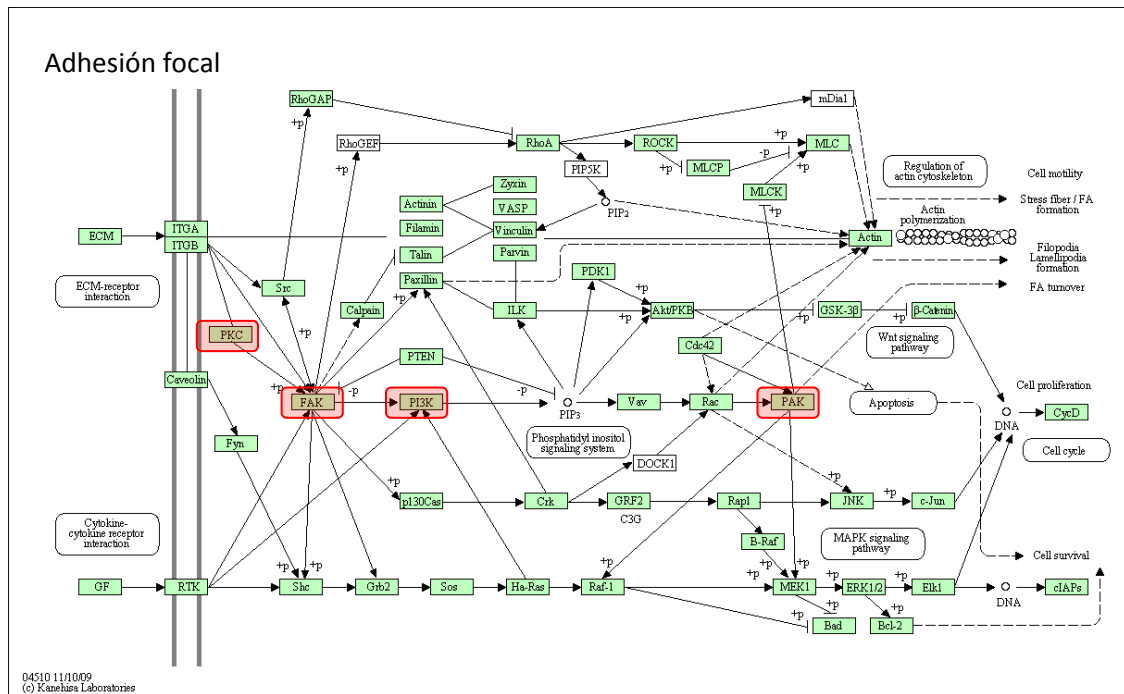 Adhesión focal
RhoGAP
mDia1
+p
RhoGEF
RhoA
ROCK
+p
MLC
+p
PIP5K
+p
MLCP
-p
+p
MLCK
Regulation of
actin cytoskeleton
Cell motility
Zyxin
Actinin
VASP
PIP2
Stress fiber / FA
formation
Actin
polymerization
ECM
ITGA
ITGB
Filamin
Vinculin
Actin
Talin
Parvin
Filopodia
Lamellipodia
formation
ECM-receptor
interaction
Src
Paxillin
PDK1
+p
FA turnover
+p
Calpain
ILK
Akt/PKB
+p
GSK-3β
+p
β-Catenin
PKC
Wnt signaling
pathway
Cdc42
PTEN
Caveolin
+p
-p
-p
Cell proliferation
FAK
PI3K
PIP3
Vav
Rac
PAK
Apoptosis
DNA
CycD
Fyn
Phosphatidyl inositol
signaling system
DOCK1
Cell cycle
+p
+p
p130Cas
Crk
GRF2
Rap1
JNK
+p
c-Jun
C3G
Cytokine-
cytokine receptor
interaction
B-Raf
MAPK signaling
pathway
+p
+p
Cell survival
+p
+p
+p
+p
+p
+p
GF
RTK
Shc
Grb2
Sos
Ha-Ras
Raf-1
MEK1
ERK1/2
Elk1
DNA
cIAPs
+p
+p
+p
Bad
Bcl-2
04510 11/10/09
(c) Kanehisa Laboratories